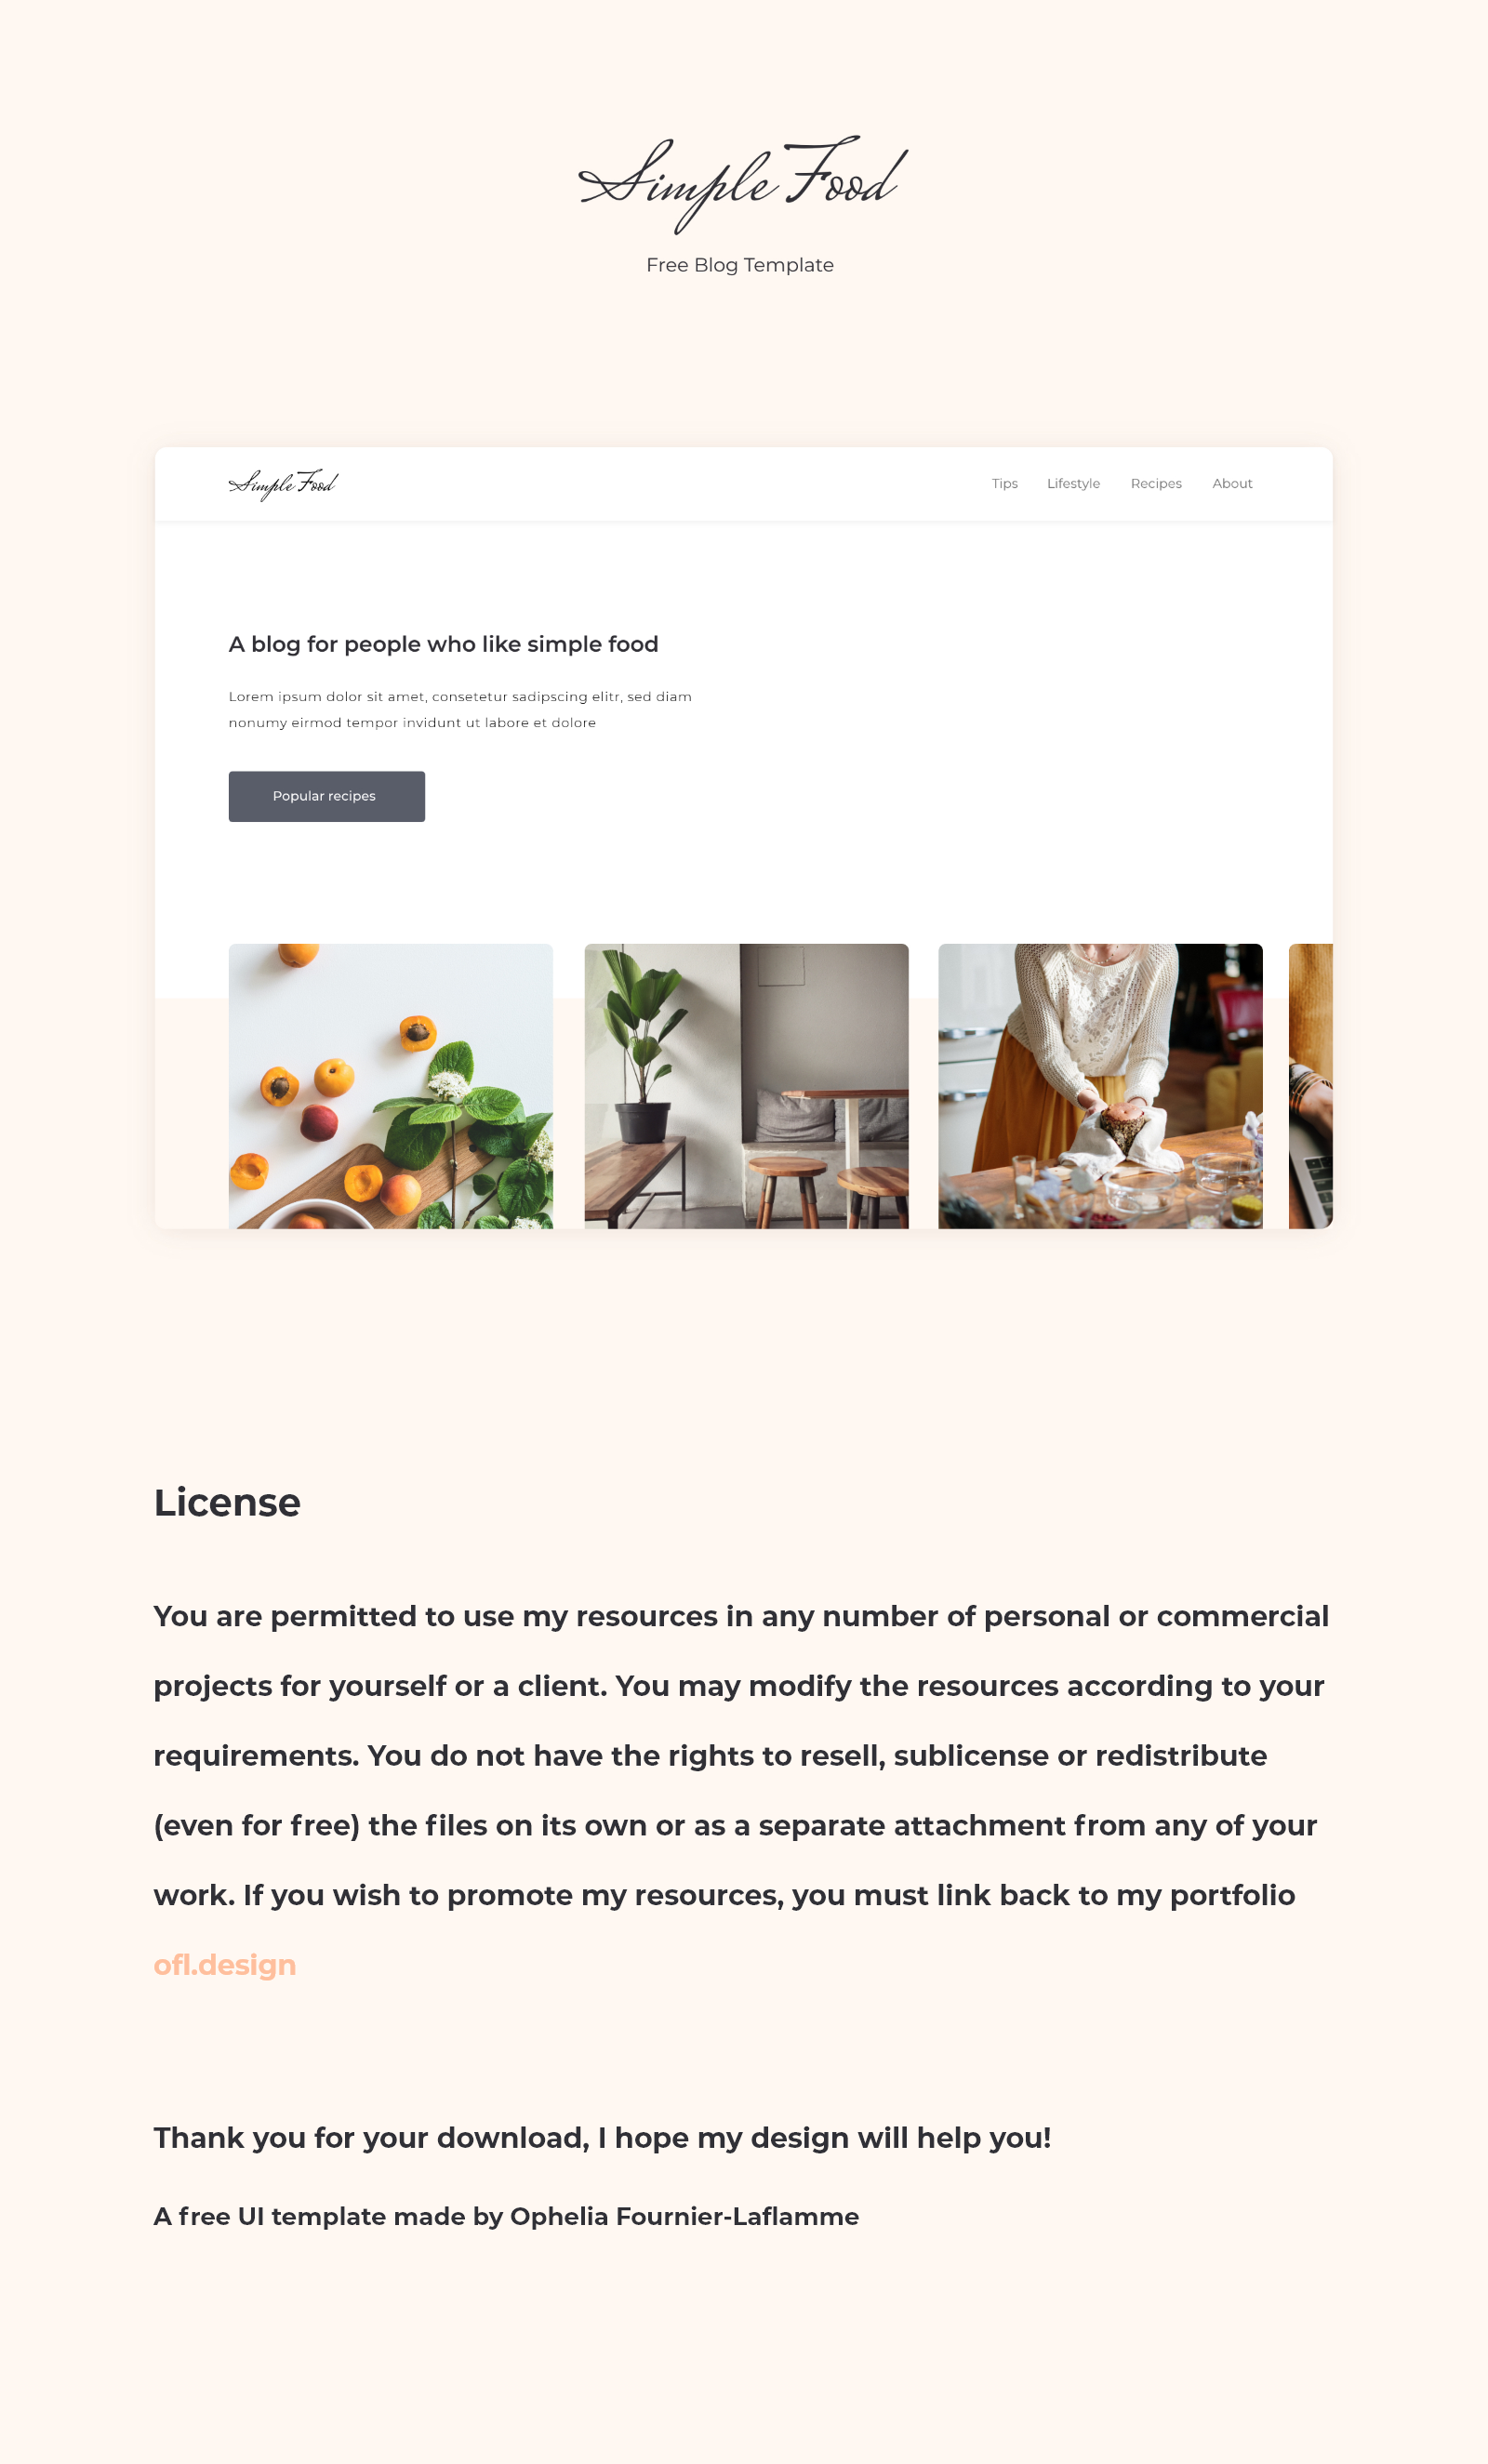 Simple Food
Free Blog Template
Simple Food
Tips Lifestyle Recipes About
A blog for people who like simple food
Lorem ipsum dolor sit amet, consetetur sadipscing elitr, sed diam
nonumy eirmod tempor invidunt ut labore et dolore
Popular recipes
License
You are permitted to use my resources in any number of personal or commercial
projects for yourself or a client. You may modify the resources according to your
requirements. You do not have the rights to resell, sublicense or redistribute
(even for free) the files on its own or as a separate attachment from any of your
work. If you wish to promote my resources, you must link back to my portfolio
ofl.design
Thank you for your download, I hope my design will help you!
A free UI template made by Ophelia Fournier-Laflamme